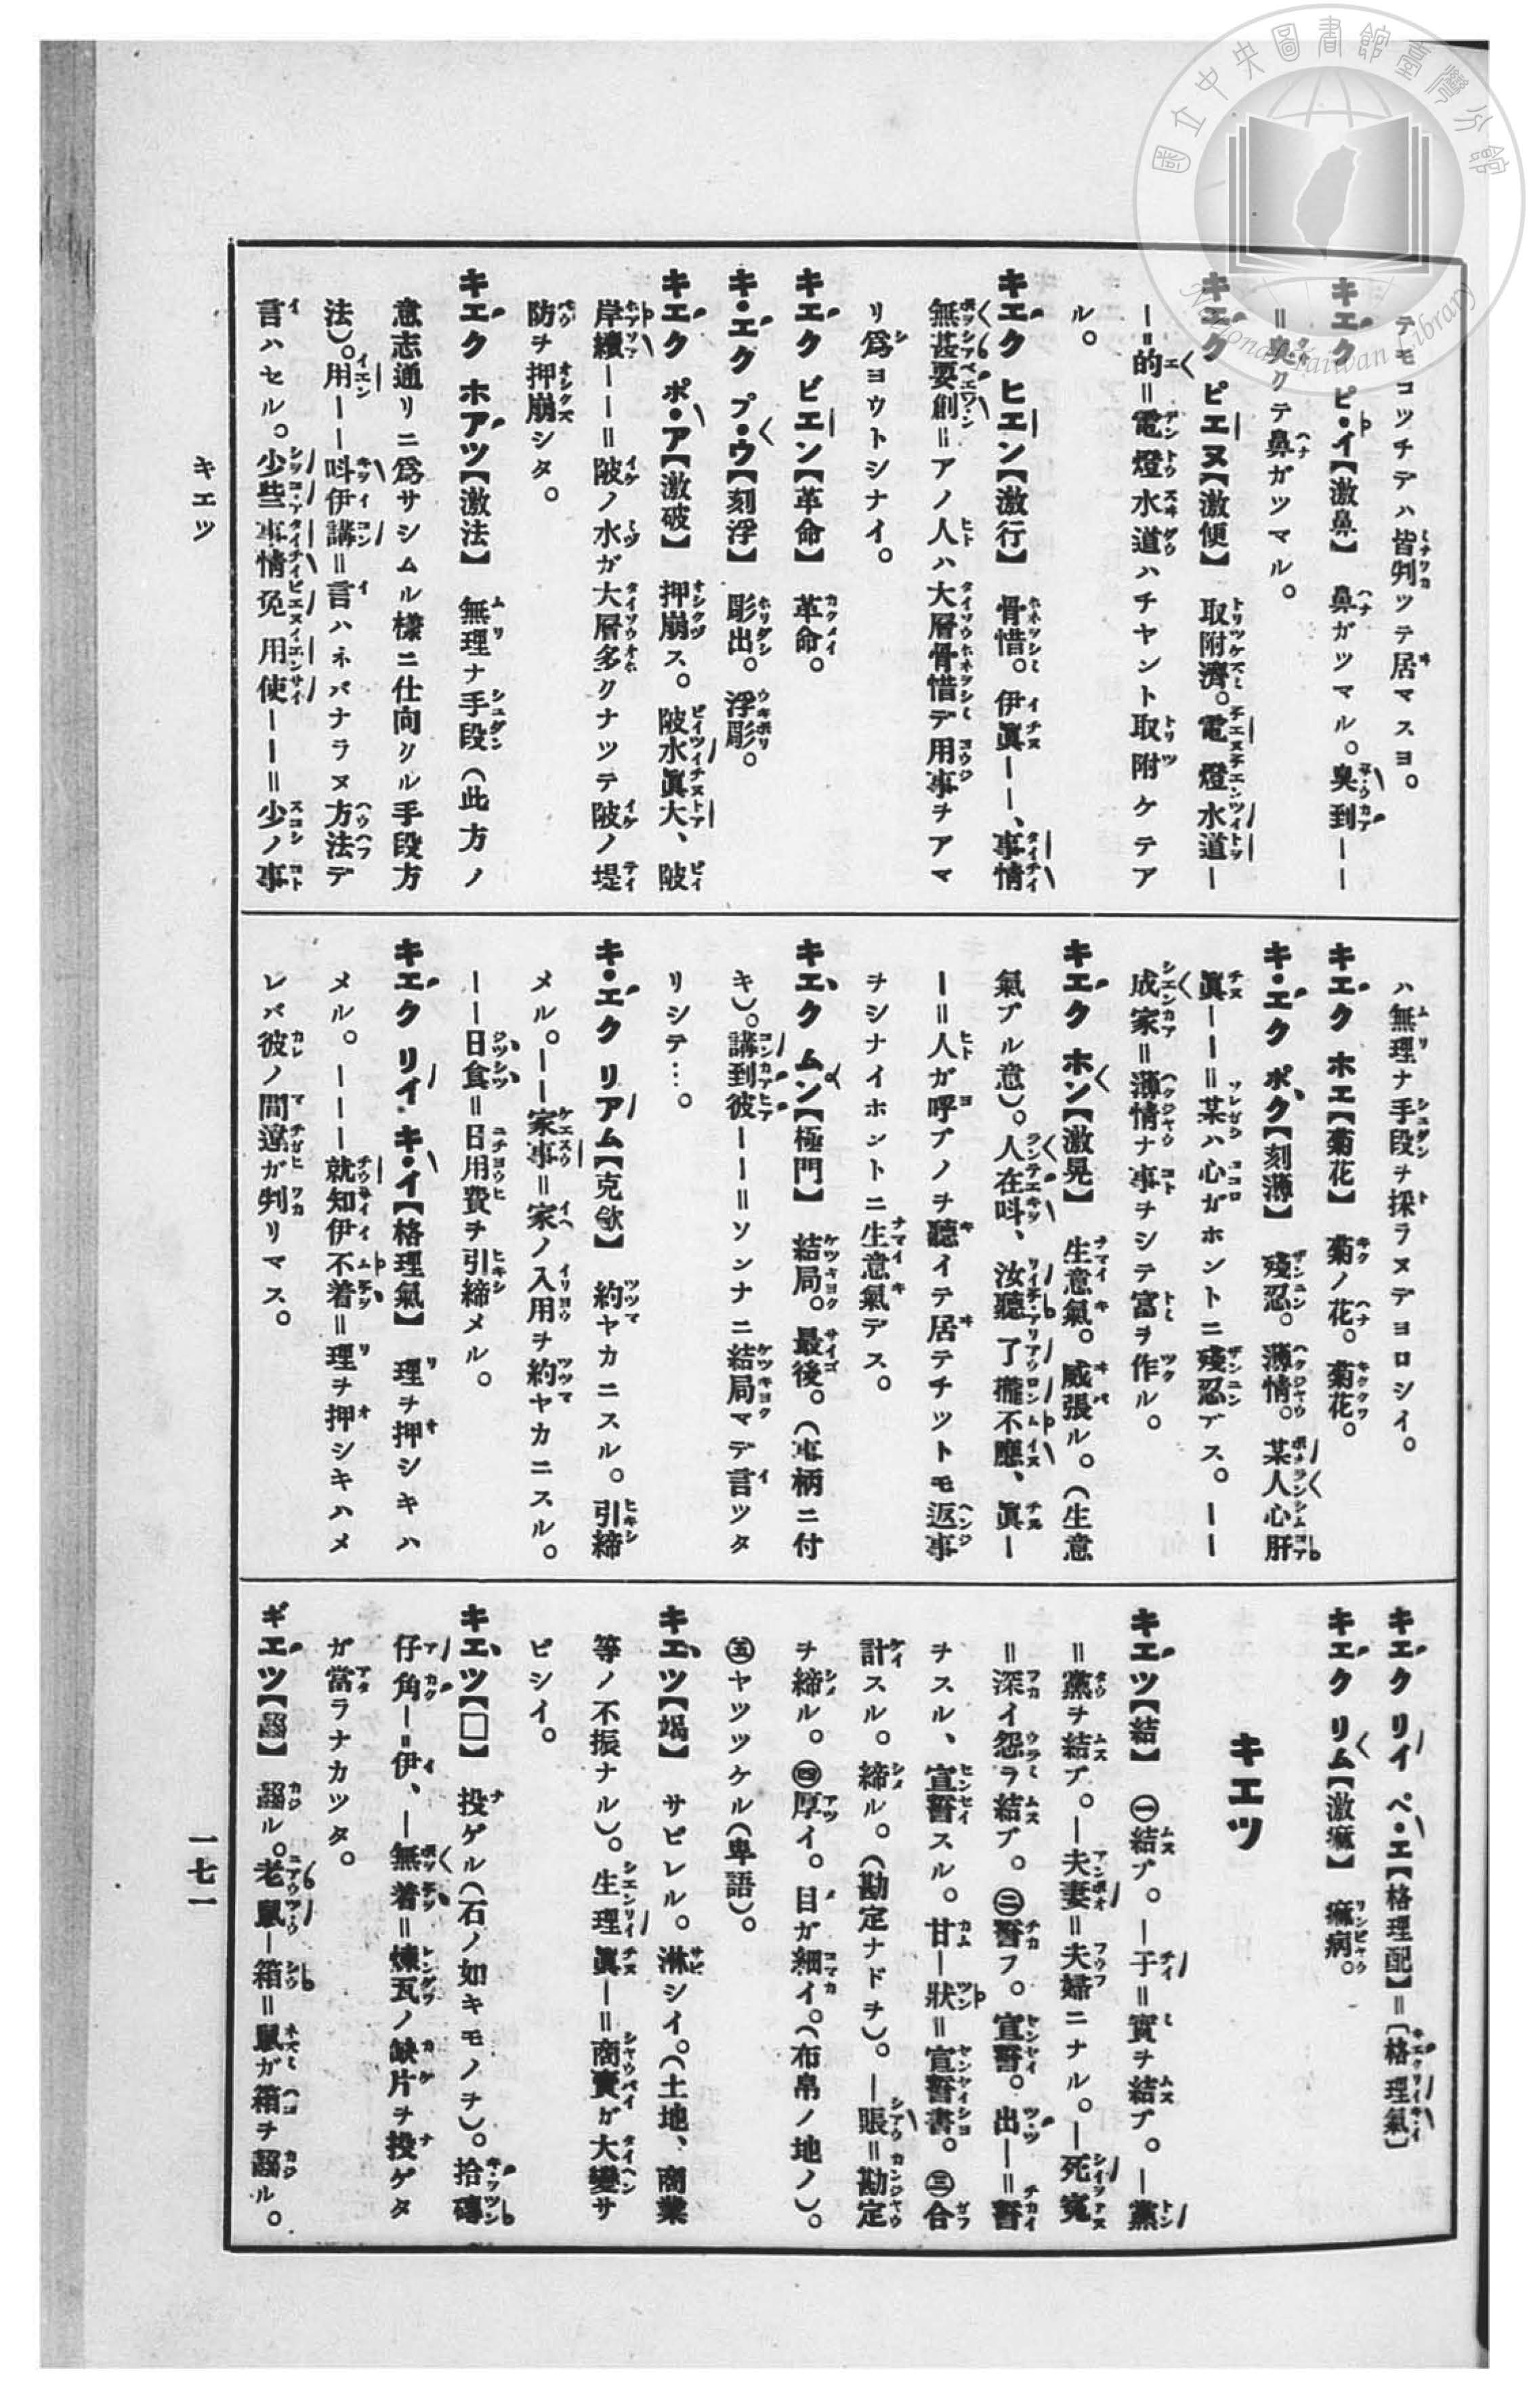 テモコツチデハ皆判ツテ居マスヨ。
キエク ピ・イ【激鼻】 鼻ガツマル。臭到ーー
=臭クテ鼻ガツマル。
キエク ピエヌ【激便】 取附濟。電燈水道ー
ー=的=電燈水道ハチヤント取附ケテア
ル。
キエク ヒエン【激行】 骨惜。伊眞ーー、事情
無甚要創=アノ人ハ大層骨惜デ用事ヲアマ
リ爲ヨウトシナイ。
キエク ビエン【革命】 革命。
キ・エク プ・ウ【刻浮】 彫出。浮彫。
キエク ポ・ア【激破】 押崩ス。陂水眞大、陂
岸續ーー=陂ノ水ガ大層多クナツテ陂ノ堤
防ヲ押崩シタ。
キエク ホアツ【激法】 無理ナ手段(此方ノ
意志通リニ爲サシムル樣ニ仕向クル手段方
法)。用ーー呌伊講=言ハネバナラヌ方法デ
言ハセル。少些事情免用使ーー=少ノ事
ハ無理ナ手段ヲ採ラヌデヨロシイ。
キエク ホエ【菊花】 菊ノ花。菊花。
キ・エク ポ・ク【刻薄】 殘忍。薄情。某人心肝
眞ーー=某ハ心ガホントニ殘忍デス。ーー
成家=薄情ナ事ヲシテ富ヲ作ル。
キエク ホン【激晃】 生意氣。威張ル。(生意
氣ブル意)。人在呌、汝聽了攏不應、眞ー
ー=人ガ呼ブノヲ聽イテ居テチツトモ返事
ヲシナイホントニ生意氣デス。
キエク ムン【極門】 結局。最後。(事柄ニ付
キ)。講到彼ーー=ソンナニ結局マデ言ツタ
リシテ…。
キ・エク リアム【克歛】 約ヤカニスル。引締
メル。ーー家事=家ノ入用ヲ約ヤカニスル。
ーー日食=日用費ヲ引締メル。
キエク リイ キ・イ【格理氣】 理ヲ押シキハ
メル。ーーー就知伊不着=理ヲ押シキハメ
レバ彼ノ間違ガ判リマス。
キエク リイ ペ・エ【格理配】=〔格理氣〕
キエク リム【激痳】 痳病。
キエツ
キエツ【結】 ㊀結ブ。ー子=實ヲ結ブ。ー黨
=黨ヲ結ブ。ー夫妻=夫婦ニナル。ー死寃
=深イ怨ヲ結ブ。㊁誓フ。宣誓。出ー=誓
ヲスル、宣誓スル。甘ー狀=宣誓書。㊂合
計スル。締ル。(勘定ナドヲ)。ー賬=勘定
ヲ締ル。㊃厚イ。目ガ細イ。(布帛ノ地ノ)。
㊄ヤツツケル(卑語)。
キエツ【竭】 サビレル。淋シイ。(土地、商業
等ノ不振ナル)。生理眞ー=商賣ガ大變サ
ビシイ。
キエツ【□】 投ゲル(石ノ如キモノヲ)。拾磚
仔角ー=伊、ー無着=煉瓦ノ缺片ヲ投ゲタ
ガ當ラナカツタ。
ギエツ【齧】 齧ル。老鼠ー箱=鼠ガ箱ヲ齧ル。
キエツ
一七一
國立中央圖書館臺灣分館
National Taiwan Library